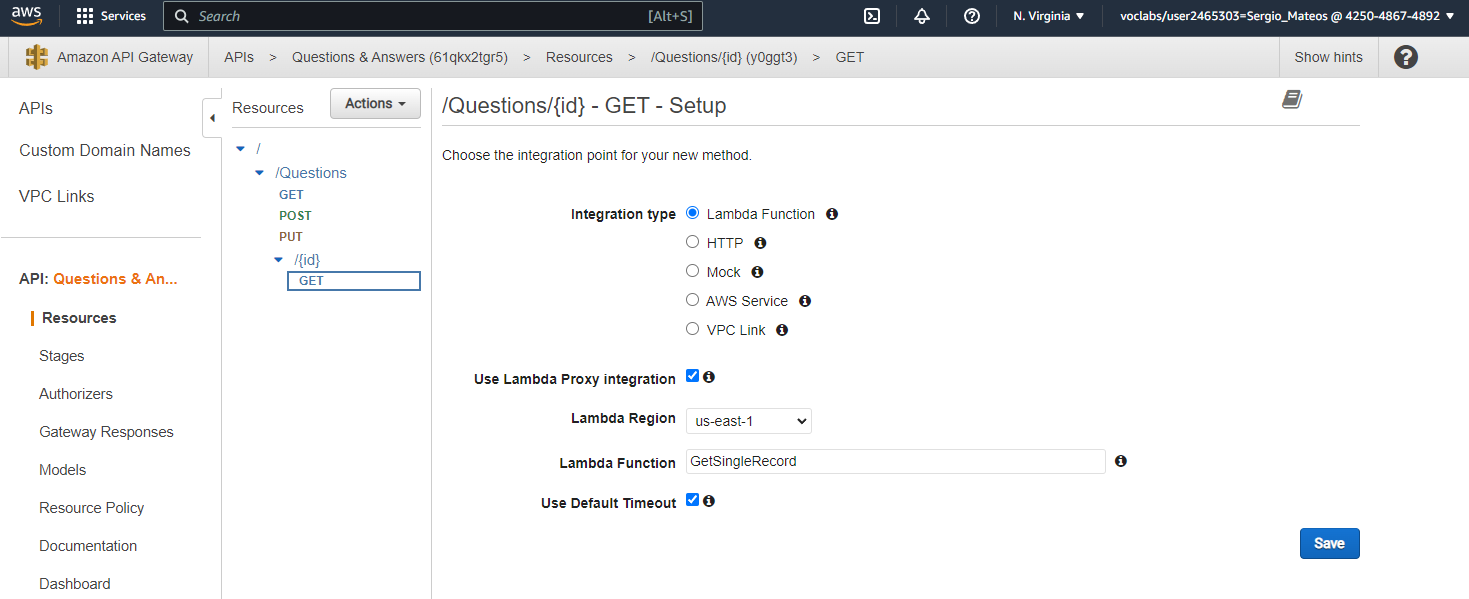 aws Services Search [Alt+S] N. Virginia voclabs/user2465303=Sergio_Mateos @ 4250-4867-4892
Amazon API Gateway APIs > Questions & Answers (61qkx2tgr5) > Resources > /Questions/{id} (y0ggt3) > GET Show hints ?
APIs
Custom Domain Names
VPC Links
API: Questions & An...
Resources
Stages
Authorizers
Gateway Responses
Models
Resource Policy
Documentation
Dashboard
Resources Actions
/
/Questions
GET
POST
PUT
/{id}
GET
/Questions/{id} - GET - Setup
Choose the integration point for your new method.
Integration type Lambda Function
HTTP
Mock
AWS Service
VPC Link
Use Lambda Proxy integration
Lambda Region us-east-1
Lambda Function GetSingleRecord
Use Default Timeout
Save